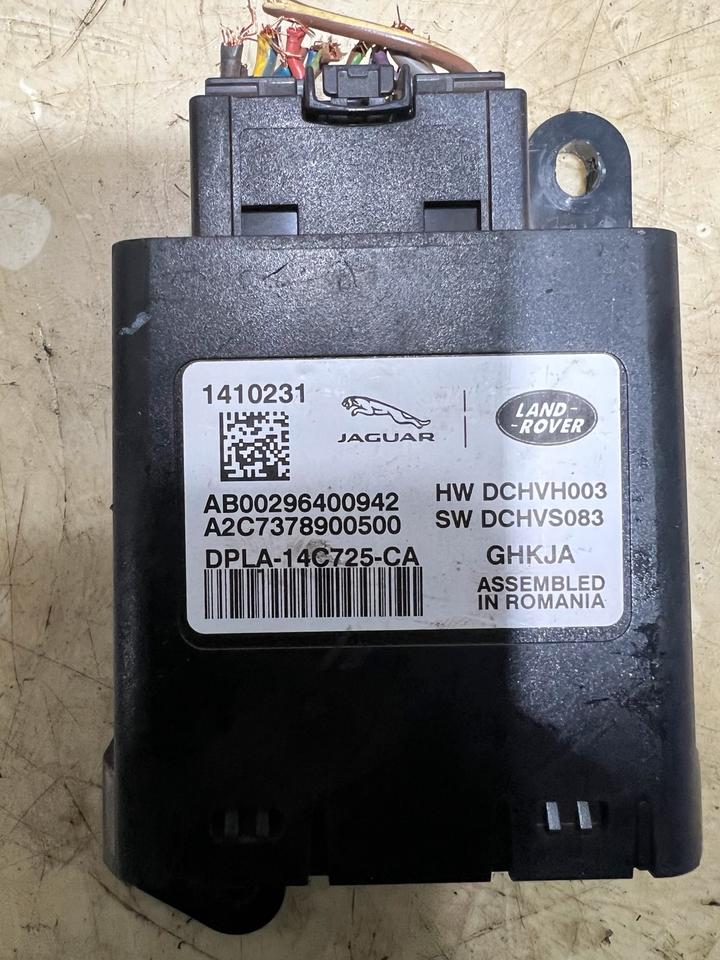 1410231
JAGUAR
LAND-
-ROVER
AB00296400942
A2C7378900500
HW DCHVH003
SW DCHVS083
DPLA-14C725-CA
GHKJA
ASSEMBLED
IN ROMANIA